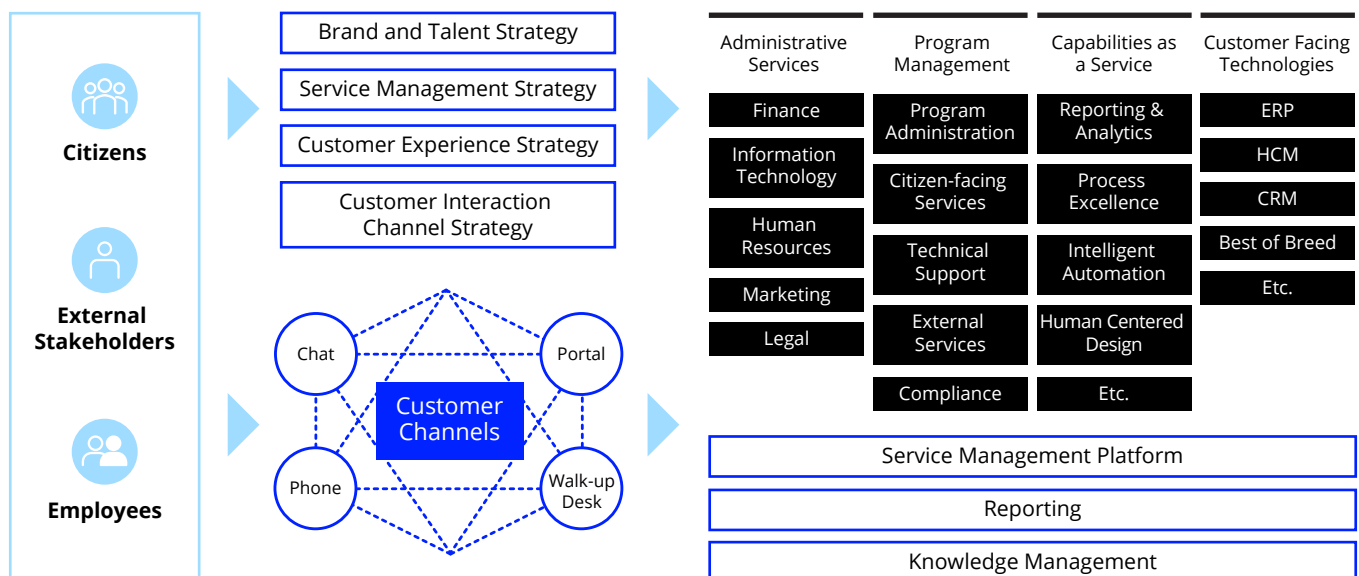 Citizens
External
Stakeholders
Employees
Brand and Talent Strategy
Service Management Strategy
Customer Experience Strategy
Customer Interaction
Channel Strategy
Chat
Portal
Customer
Channels
Phone
Walk-up
Desk
Administrative
Services
Finance
Information
Technology
Human
Resources
Marketing
Legal
Program
Management
Program
Administration
Citizen-facing
Services
Technical
Support
External
Services
Compliance
Capabilities as
a Service
Reporting &
Analytics
Process
Excellence
Intelligent
Automation
Human Centered
Design
Etc.
Customer Facing
Technologies
ERP
HCM
CRM
Best of Breed
Etc.
Service Management Platform
Reporting
Knowledge Management